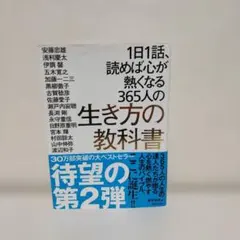 1日1話、
読めば心が
熱くなる
365人の
生き方の
教科書
安藤忠雄
浅利慶太
伊調馨
五木寛之
加藤一二三
黒柳徹子
古賀稔彦
佐藤愛子
瀬戸内寂聴
長渕剛
永守重信
日野原重明
宮本輝
村田諒太
山中伸弥
渡辺和子
30万部突破の大ベストセラー
待望の
第2弾
誕生!!